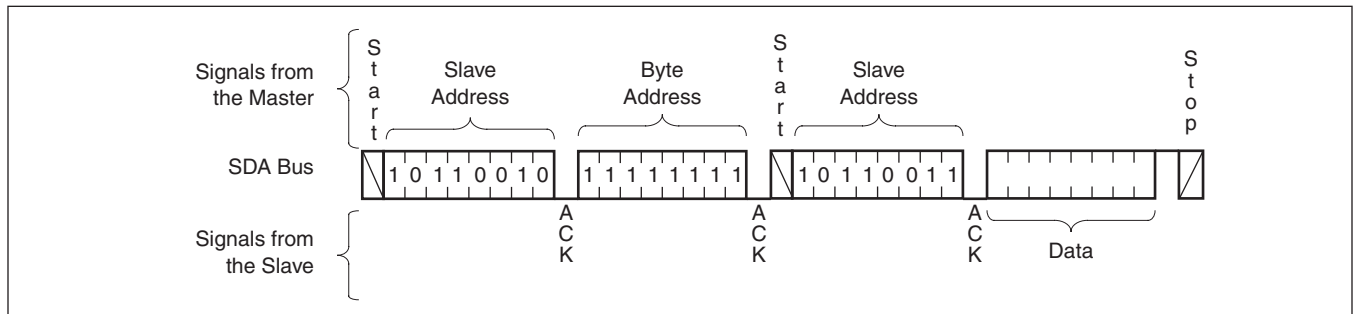 Signals from
the Master
Start
Slave
Address
Byte
Address
Start
Slave
Address
Stop
SDA Bus
1 0 1 1 0 0 1 0
1 1 1 1 1 1 1 1
1 0 1 1 0 0 1 1
ACK
ACK
ACK
Signals from
the Slave
Data